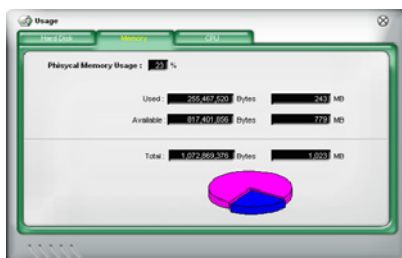 Usage
Hard Disk Memory CPU
Phisycal Memory Usage : 23 %
Used : 255,467,520 Bytes 243 MB
Available : 817,401,856 Bytes 779 MB
Total : 1,072,869,376 Bytes 1,023 MB